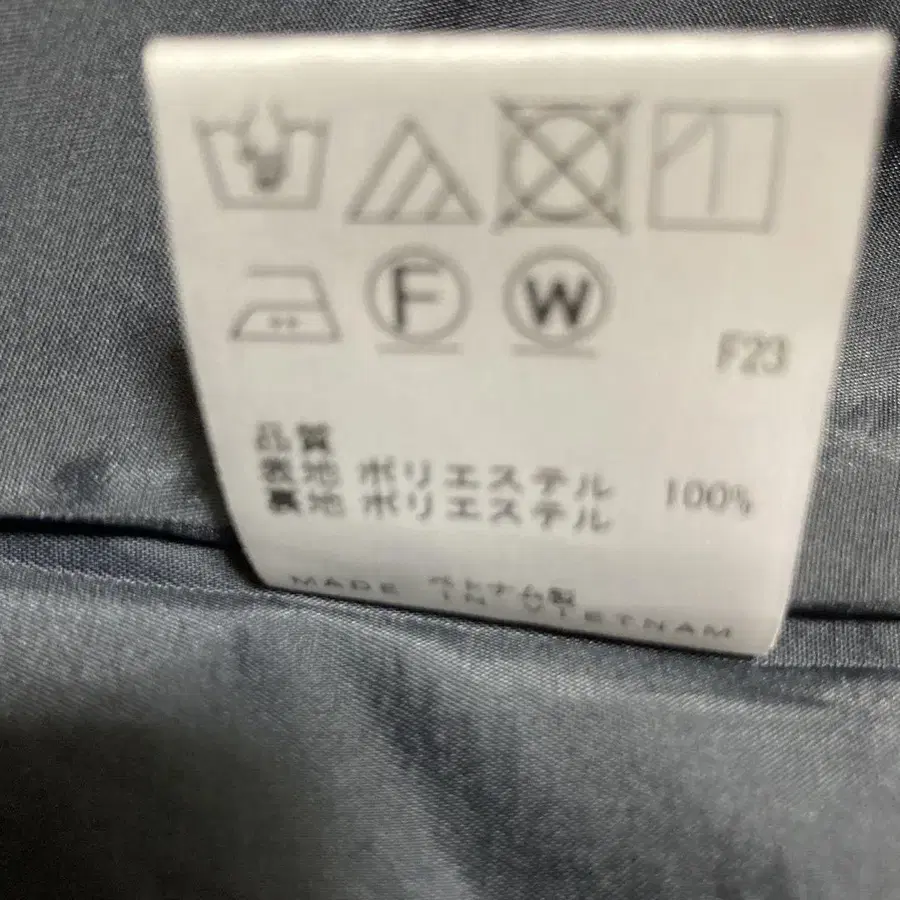 F
W
F23
品質
表地 ポリエステル 100%
裏地 ポリエステル
ベトナム製
MADE IN VIETNAM